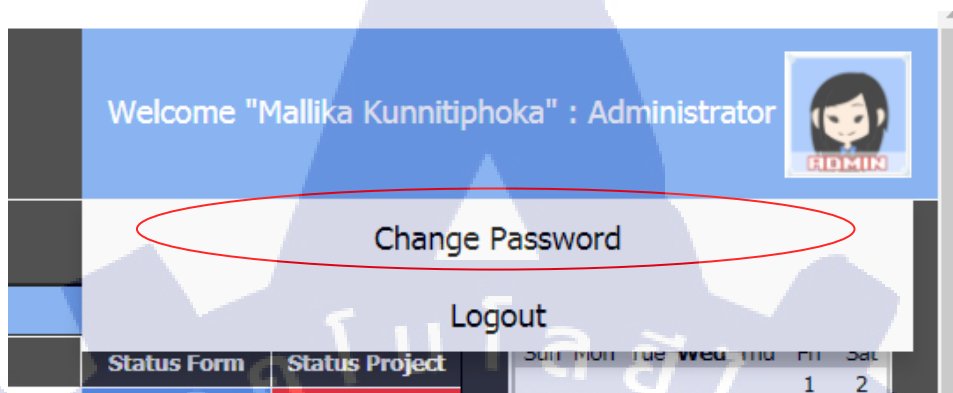 Welcome "Mallika Kunnitiphoka" : Administrator
ADMIN
Change Password
Logout
Status Form Status Project
Sun Mon Tue Wed Thu Fri Sat
1 2